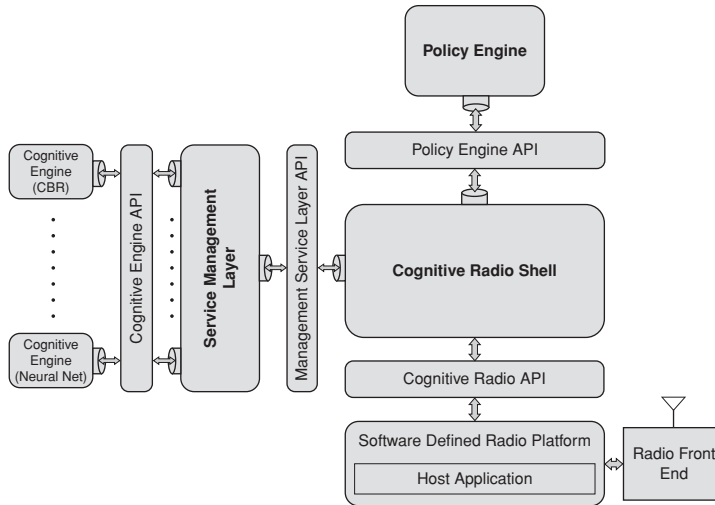 Policy Engine
Policy Engine API
Cognitive
Engine
(CBR)
Cognitive Engine API
Service Management
Layer
Management Service Layer API
Cognitive Radio Shell
Cognitive
Engine
(Neural Net)
Cognitive Radio API
Software Defined Radio Platform
Host Application
Radio Front
End